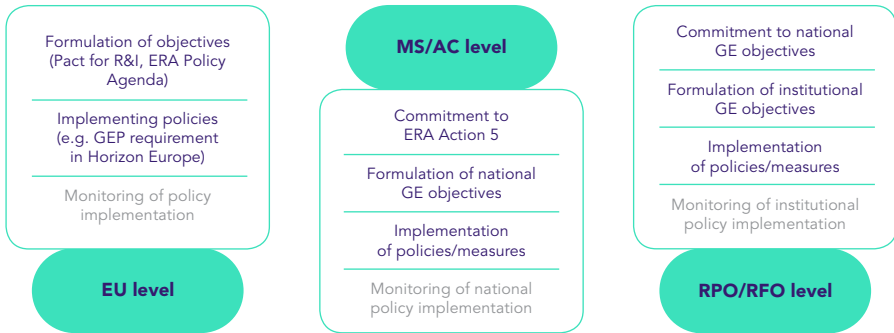 Formulation of objectives
(Pact for R&I, ERA Policy
Agenda)
Implementing policies
(e.g. GEP requirement
in Horizon Europe)
Monitoring of policy
implementation
EU level
MS/AC level
Commitment to
ERA Action 5
Formulation of national
GE objectives
Implementation
of policies/measures
Monitoring of national
policy implementation
Commitment to national
GE objectives
Formulation of institutional
GE objectives
Implementation
of policies/measures
Monitoring of institutional
policy implementation
RPO/RFO level